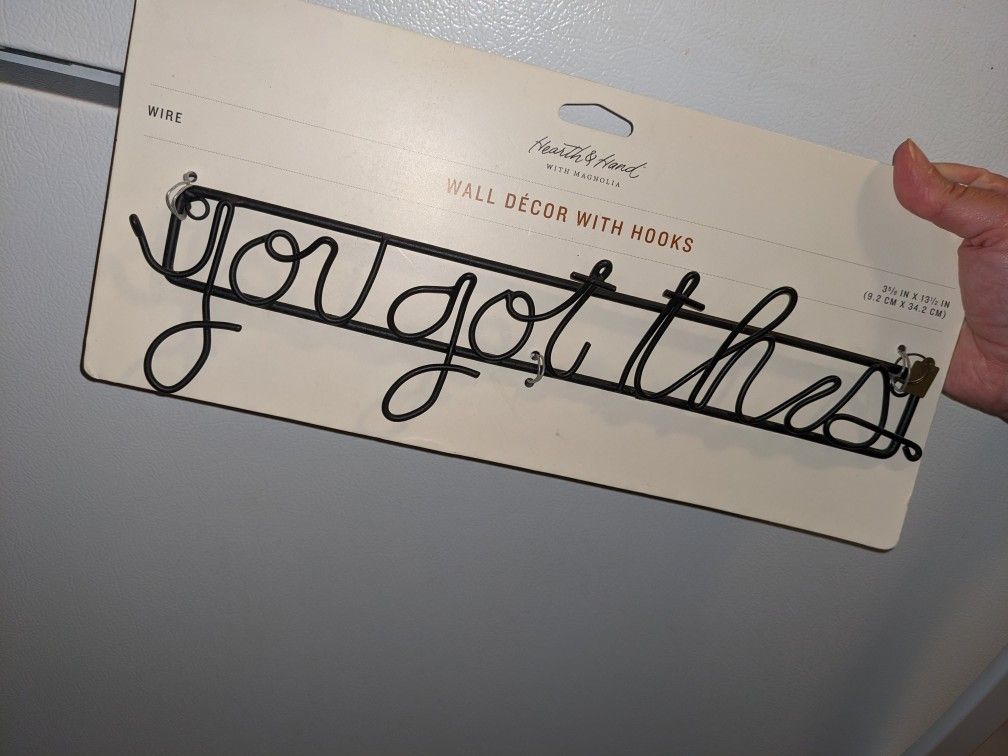 WIRE
Hearth & Hand
WITH MAGNOLIA
WALL DÉCOR WITH HOOKS
3⅝ IN X 13½ IN
(9.2 CM X 34.2 CM)
you got this